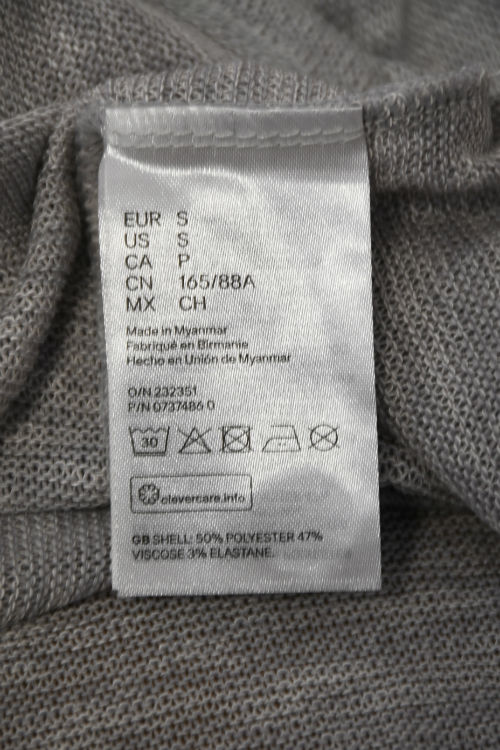 EUR S
US S
CA P
CN 165/88A
MX CH
Made in Myanmar
Fabriqué en Birmanie
Hecho en Unión de Myanmar
O/N 232351
P/N 0737486 0
30
clevercare.info
GB SHELL: 50% POLYESTER 47%
VISCOSE 3% ELASTANE.